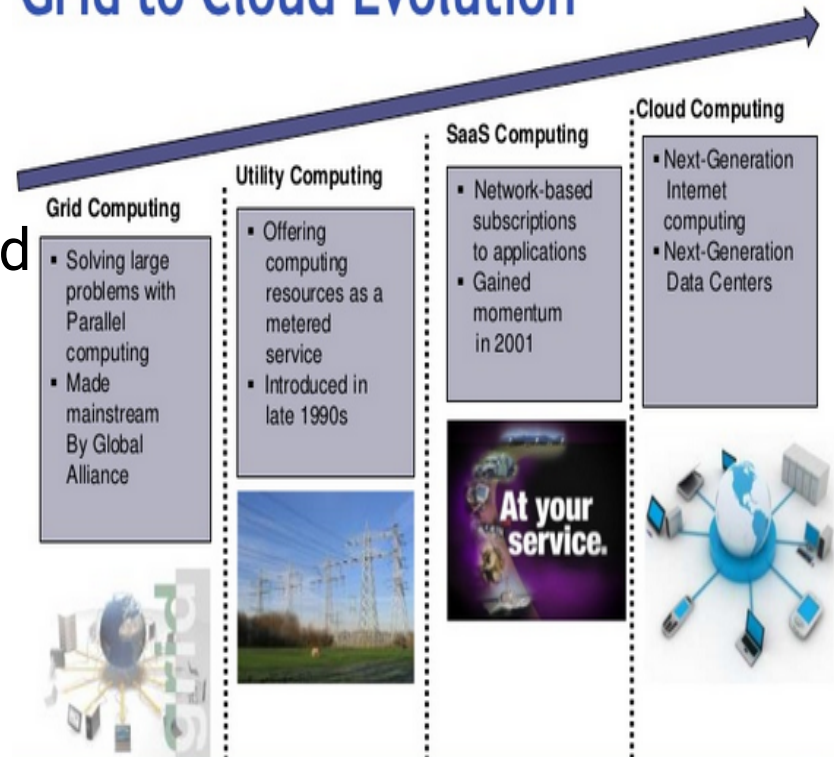 Grid to Cloud Evolution
d
Grid Computing
▪ Solving large
problems with
Parallel
computing
▪ Made
mainstream
By Global
Alliance
grid
Utility Computing
▪ Offering
computing
resources as a
metered
service
▪ Introduced in
late 1990s
SaaS Computing
▪ Network-based
subscriptions
to applications
▪ Gained
momentum
in 2001
At your
service.
Cloud Computing
▪ Next-Generation
Internet
computing
▪ Next-Generation
Data Centers